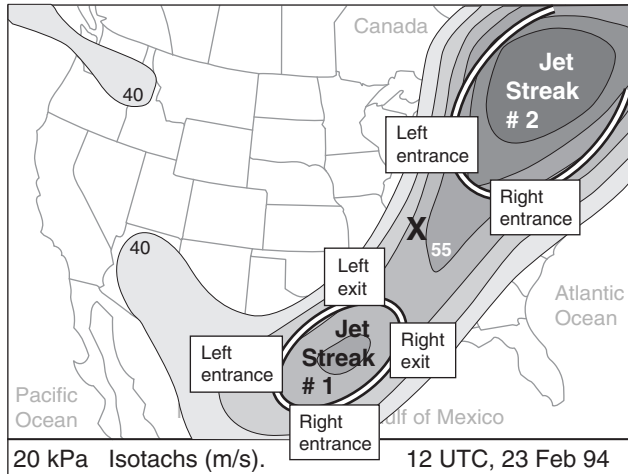 Canada
Jet
Streak
# 2
40
Left
entrance
Right
entrance
X
55
40
Left
exit
Atlantic
Ocean
Jet
Streak
# 1
Left
entrance
Right
exit
Pacific
Ocean
Right
entrance
ulf of Mexico
20 kPa Isotachs (m/s). 12 UTC, 23 Feb 94